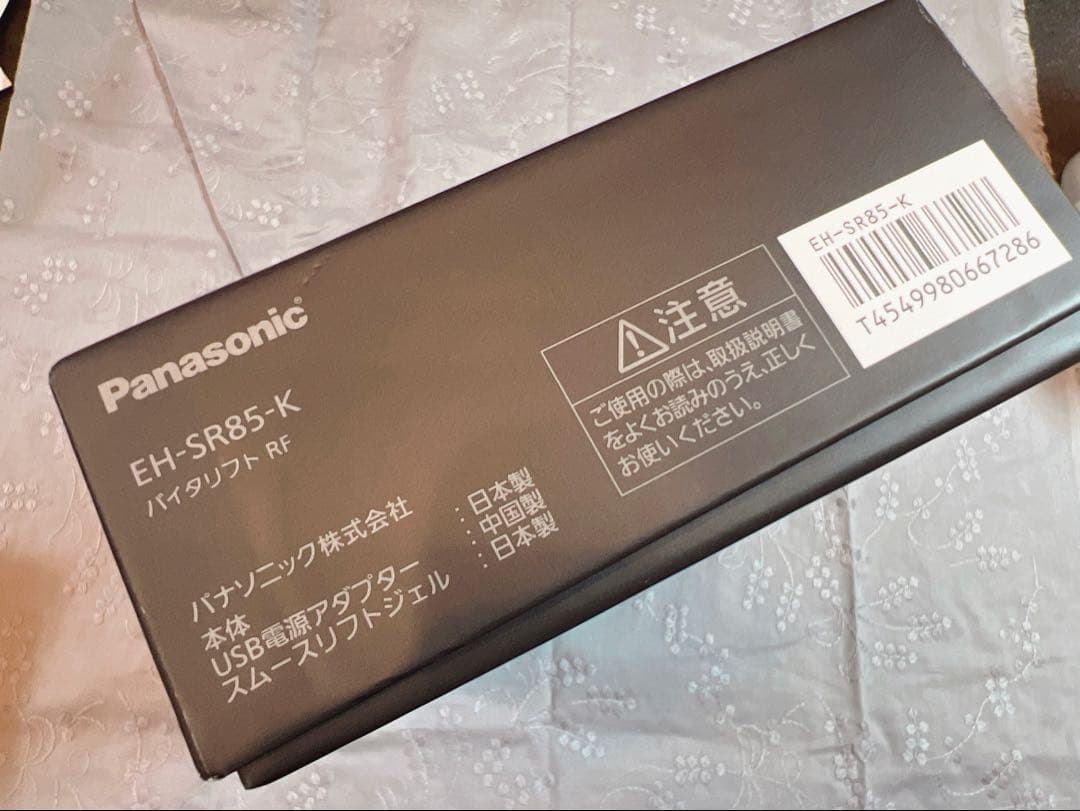 Panasonic
EH-SR85-K
バイタリフト RF
パナソニック株式会社
本体 : 日本製
USB電源アダプター : 中国製
スムースリフトジェル : 日本製
⚠注意
ご使用の際は、取扱説明書
をよくお読みのうえ、正しく
お使いください。
EH-SR85-K
T4549980667286